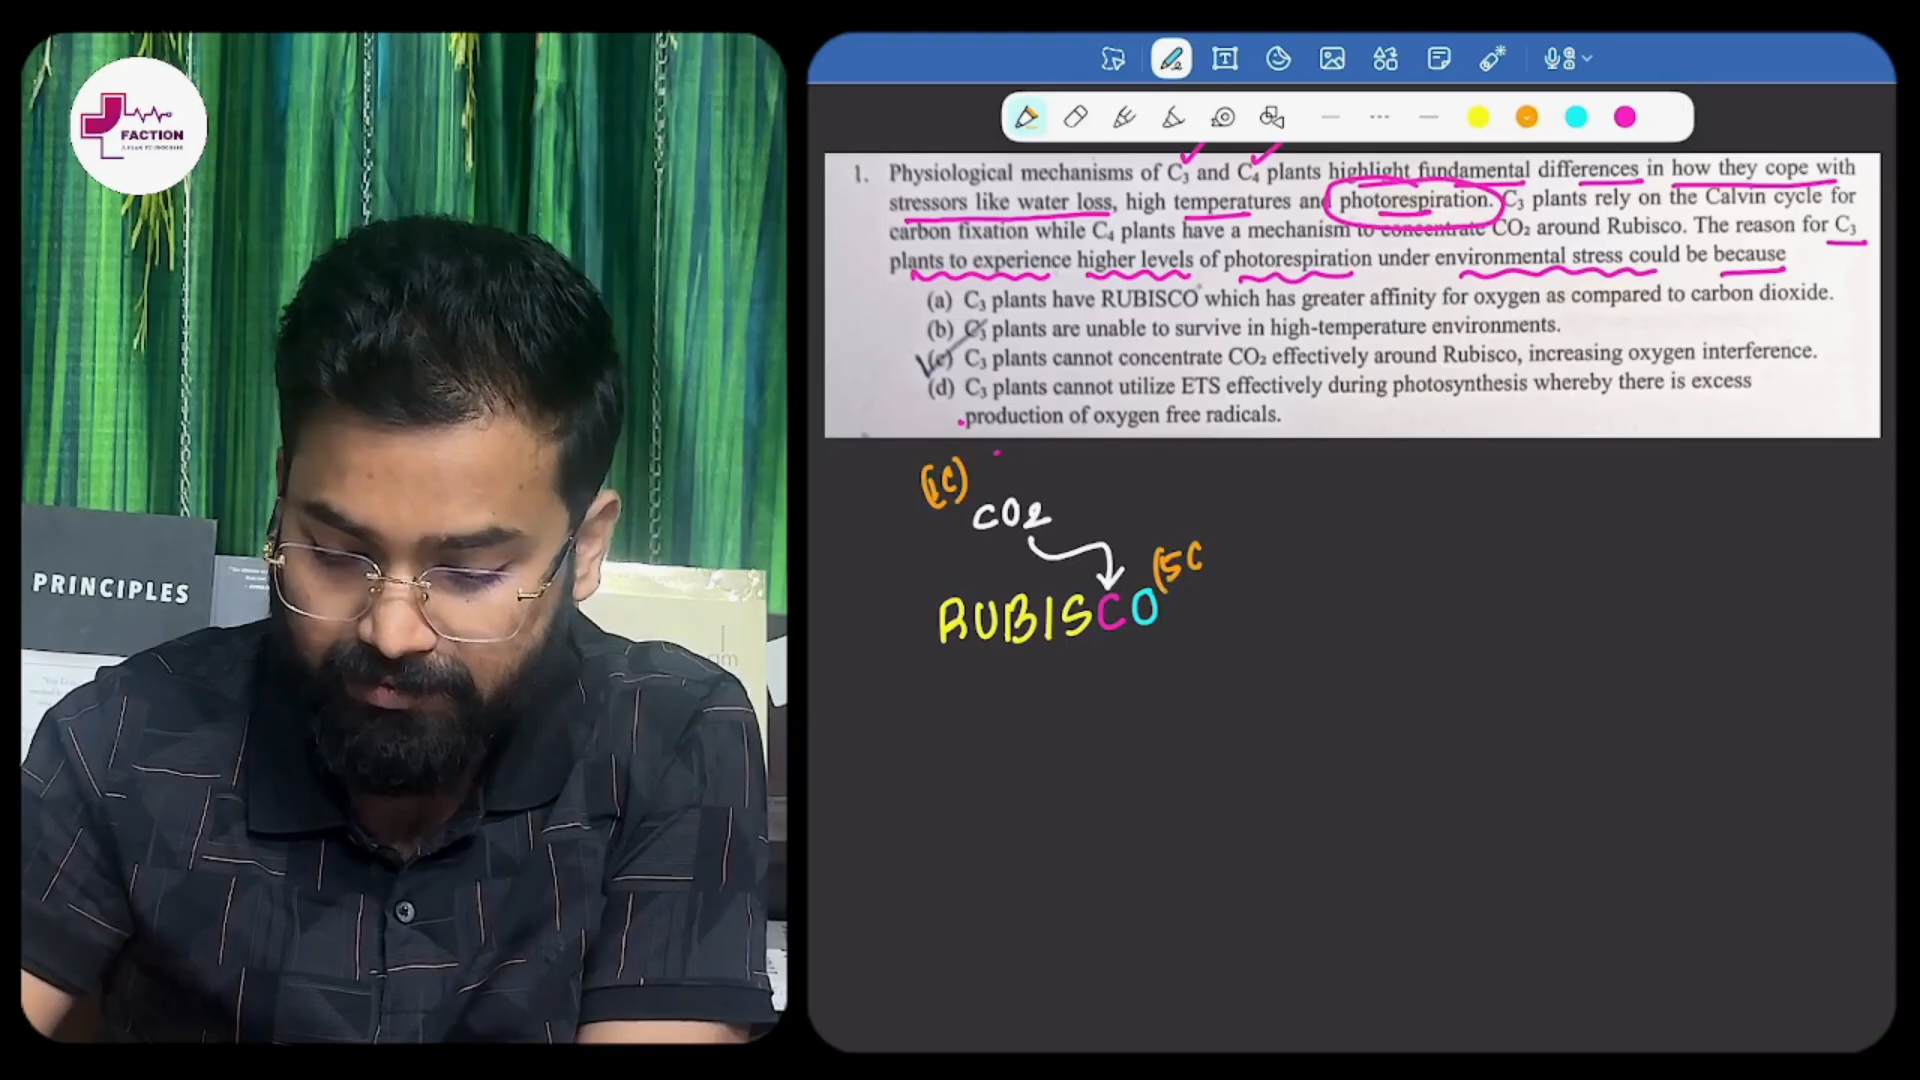 FACTION
PRINCIPLES
1. Physiological mechanisms of C₃ and C₄ plants highlight fundamental differences in how they cope with
stressors like water loss, high temperatures and photorespiration. C₃ plants rely on the Calvin cycle for
carbon fixation while C₄ plants have a mechanism to concentrate CO₂ around Rubisco. The reason for C₃
plants to experience higher levels of photorespiration under environmental stress could be because
(a) C₃ plants have RUBISCO which has greater affinity for oxygen as compared to carbon dioxide.
(b) C₃ plants are unable to survive in high-temperature environments.
(c) C₃ plants cannot concentrate CO₂ effectively around Rubisco, increasing oxygen interference.
(d) C₃ plants cannot utilize ETS effectively during photosynthesis whereby there is excess
production of oxygen free radicals.
(1C)
CO2
(5C
RUBISCO